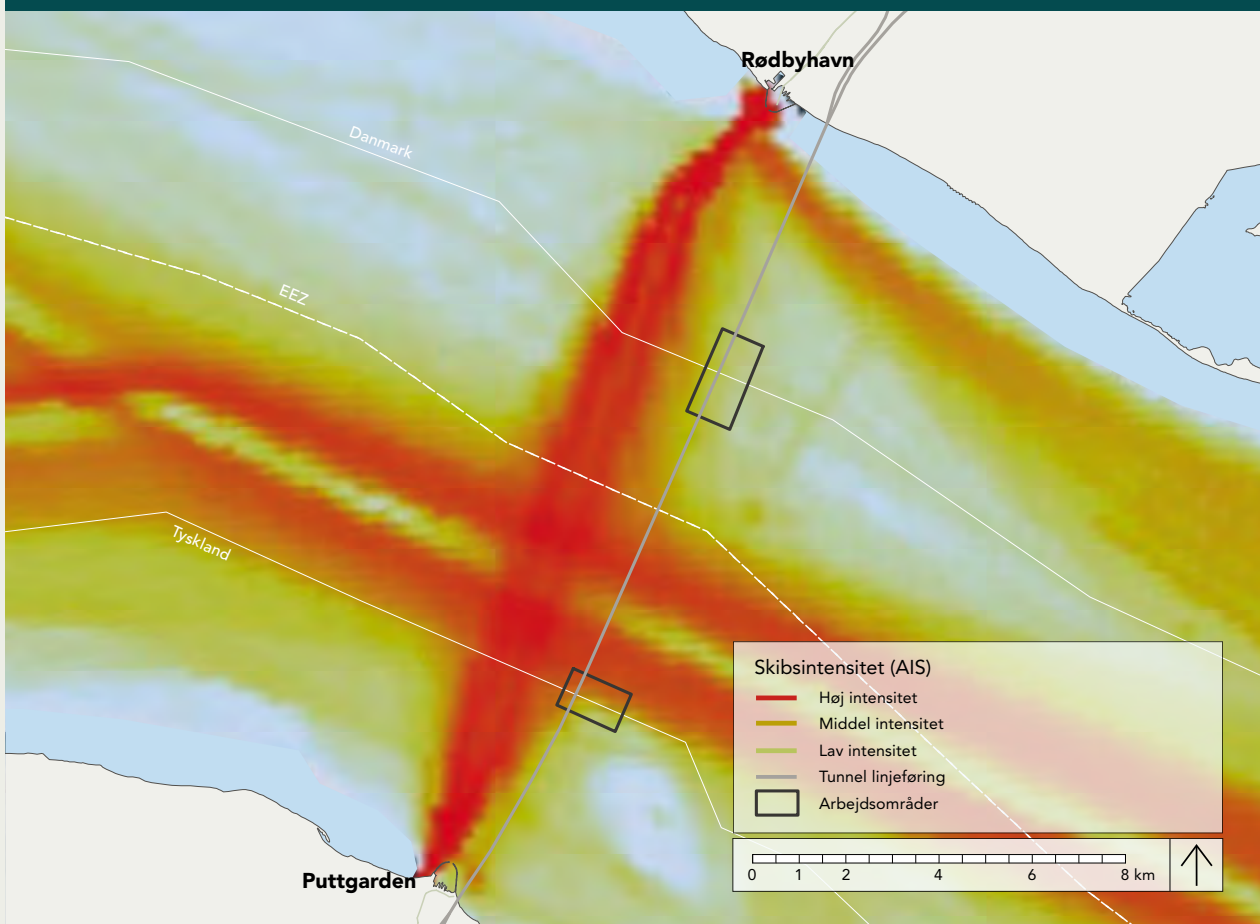 Rødbyhavn
Danmark
EEZ
Tyskland
Skibsintensitet (AIS)
Høj intensitet
Middel intensitet
Lav intensitet
Tunnel linjeføring
Arbejdsområder
0 1 2 4 6 8 km
Puttgarden